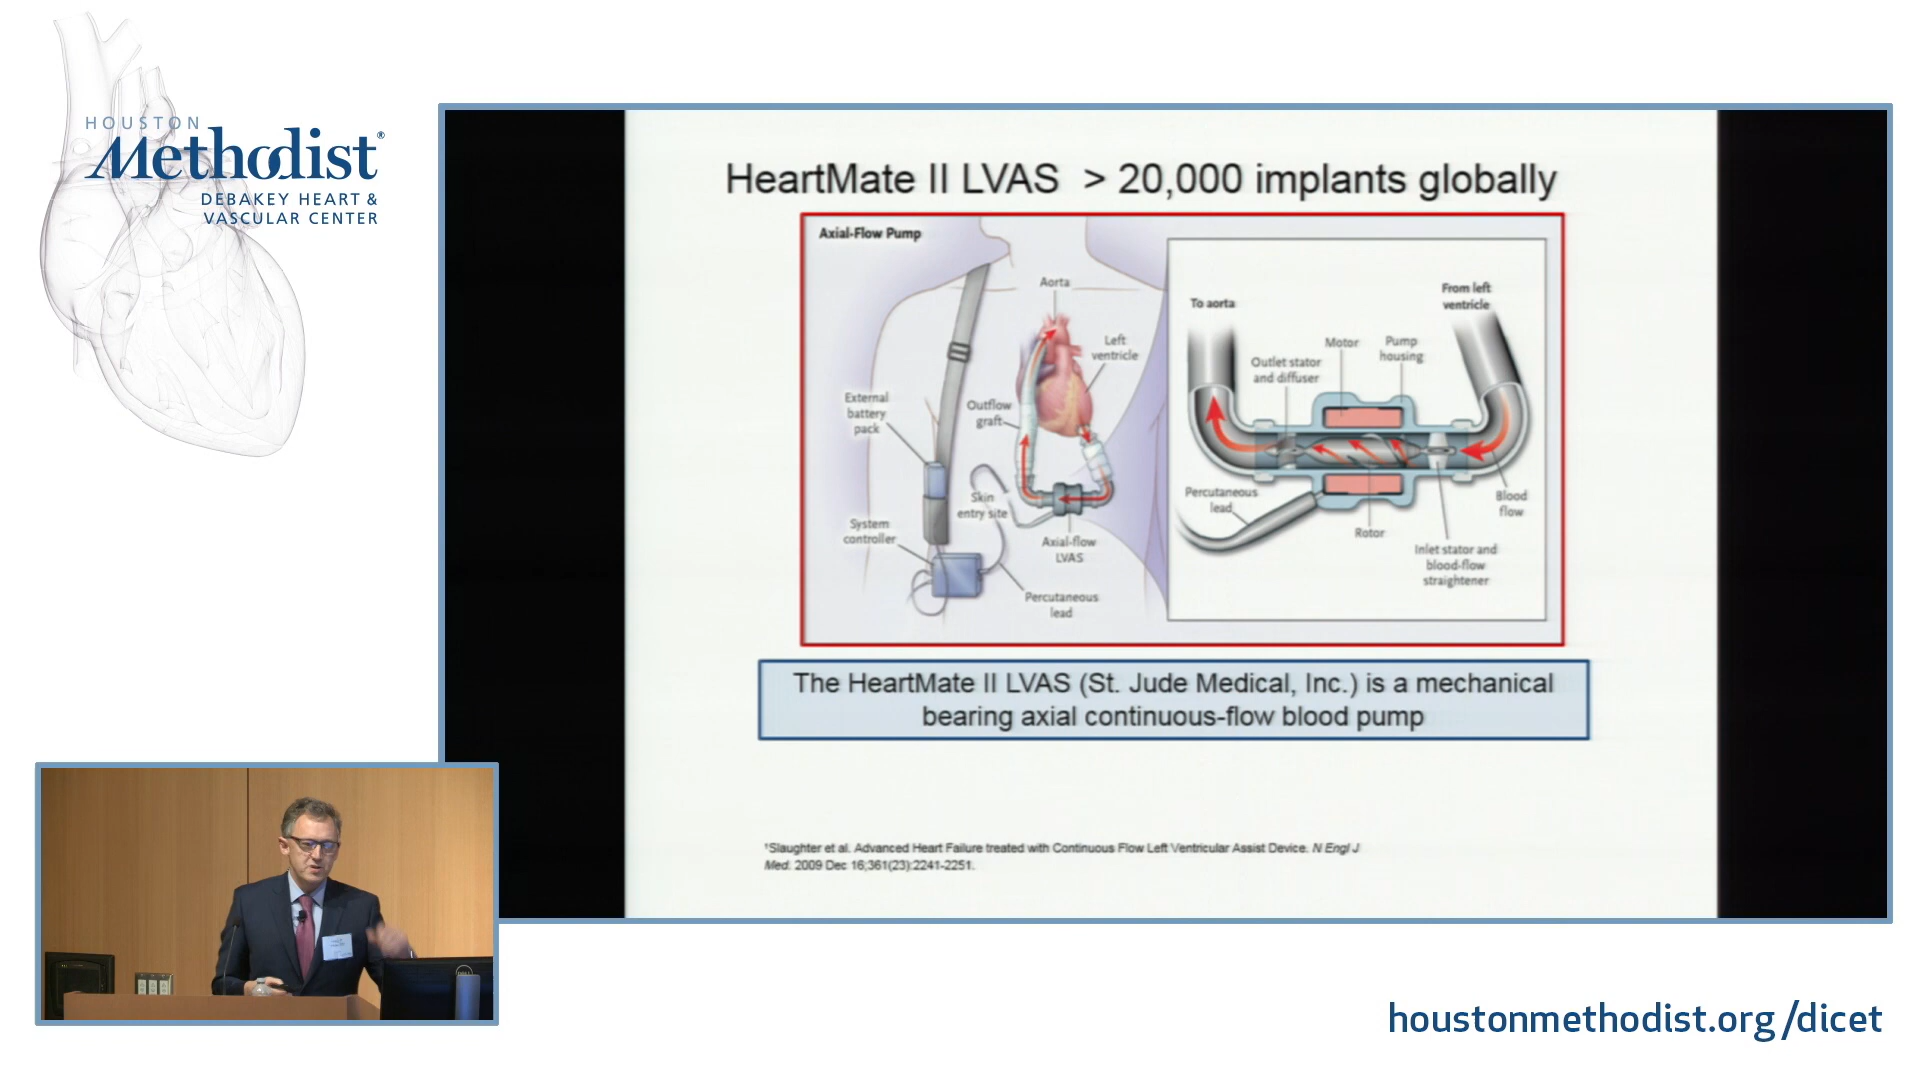 HOUSTON
Methodist®
DEBAKEY HEART &
VASCULAR CENTER
HeartMate II LVAS > 20,000 implants globally
Axial-Flow Pump
Aorta
Left
ventricle
External
battery
pack
Outflow
graft
Skin
entry site
System
controller
Axial-flow
LVAS
Percutaneous
lead
To aorta
From left
ventricle
Motor
Pump
housing
Outlet stator
and diffuser
Percutaneous
lead
Rotor
Blood
flow
Inlet stator and
blood-flow
straightener
The HeartMate II LVAS (St. Jude Medical, Inc.) is a mechanical
bearing axial continuous-flow blood pump
¹Slaughter et al. Advanced Heart Failure treated with Continuous Flow Left Ventricular Assist Device. N Engl J
Med. 2009 Dec 16;361(23):2241-2251.
houstonmethodist.org/dicet